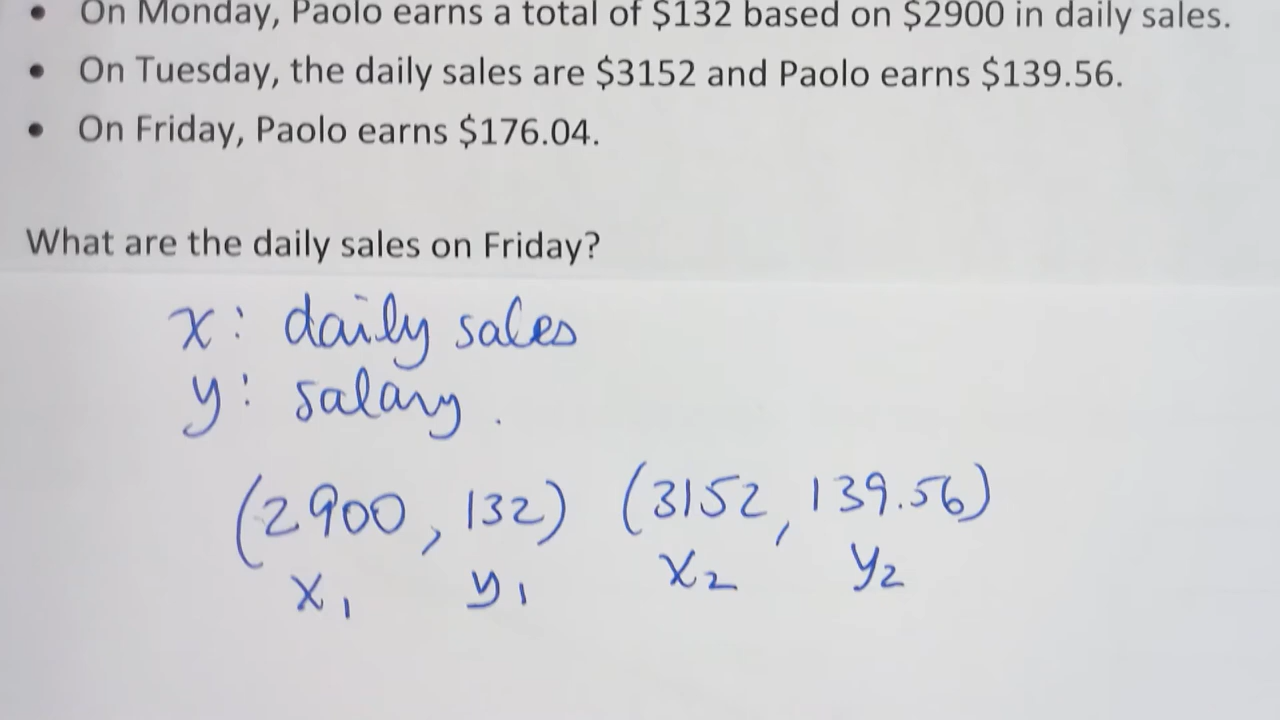 • On Monday, Paolo earns a total of $132 based on $2900 in daily sales.
• On Tuesday, the daily sales are $3152 and Paolo earns $139.56.
• On Friday, Paolo earns $176.04.
What are the daily sales on Friday?
x: daily sales
y: salary.
(2900, 132) (3152, 139.56)
x₁ y₁ x₂ y₂